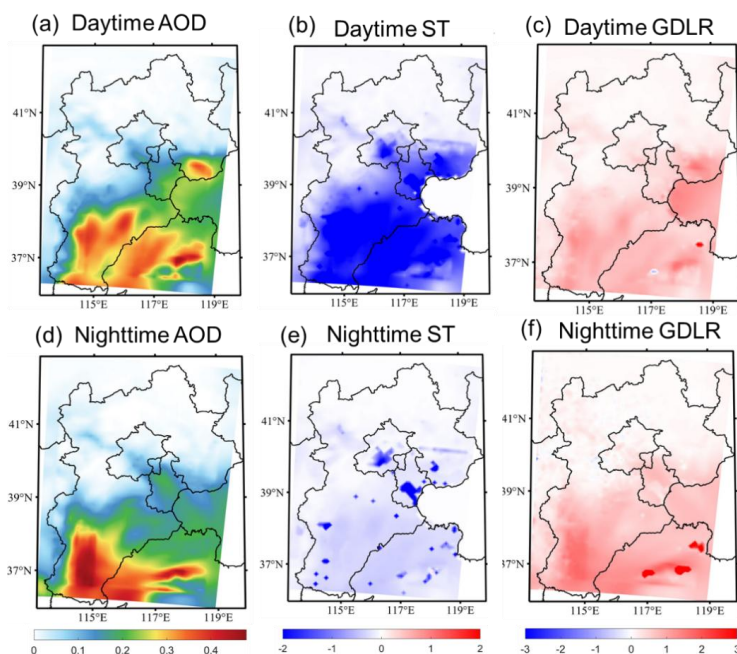 (a) Daytime AOD
(b) Daytime ST
(c) Daytime GDLR
41°N
39°N
37°N
115°E 117°E 119°E
41°N
39°N
37°N
115°E 117°E 119°E
41°N
39°N
37°N
115°E 117°E 119°E
(d) Nighttime AOD
(e) Nighttime ST
(f) Nighttime GDLR
41°N
39°N
37°N
115°E 117°E 119°E
41°N
39°N
37°N
115°E 117°E 119°E
41°N
39°N
37°N
115°E 117°E 119°E
0 0.1 0.2 0.3 0.4
-2 -1 0 1 2
-3 -2 -1 0 1 2 3